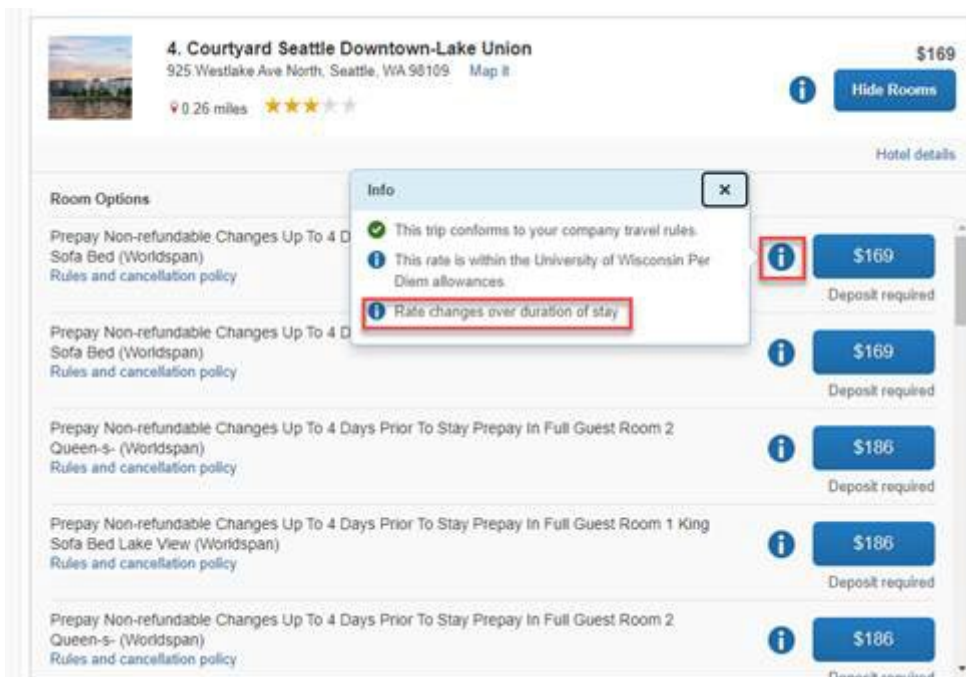 4. Courtyard Seattle Downtown-Lake Union
$169
925 Westlake Ave North, Seattle, WA 98109 Map It
Hide Rooms
0.26 miles
Hotel details
Room Options
Info
Prepay Non-refundable Changes Up To 4 D
Sofa Bed (Worldspan)
Rules and cancellation policy
This trip conforms to your company travel rules.
This rate is within the University of Wisconsin Per
Diem allowances.
Rate changes over duration of stay
$169
Deposit required
Prepay Non-refundable Changes Up To 4 D
Sofa Bed (Worldspan)
Rules and cancellation policy
$169
Deposit required
Prepay Non-refundable Changes Up To 4 Days Prior To Stay Prepay In Full Guest Room 2
Queen-s- (Worldspan)
Rules and cancellation policy
$186
Deposit required
Prepay Non-refundable Changes Up To 4 Days Prior To Stay Prepay In Full Guest Room 1 King
Sofa Bed Lake View (Worldspan)
Rules and cancellation policy
$186
Deposit required
Prepay Non-refundable Changes Up To 4 Days Prior To Stay Prepay In Full Guest Room 2
Queen-s- (Worldspan)
Rules and cancellation policy
$186
Deposit required